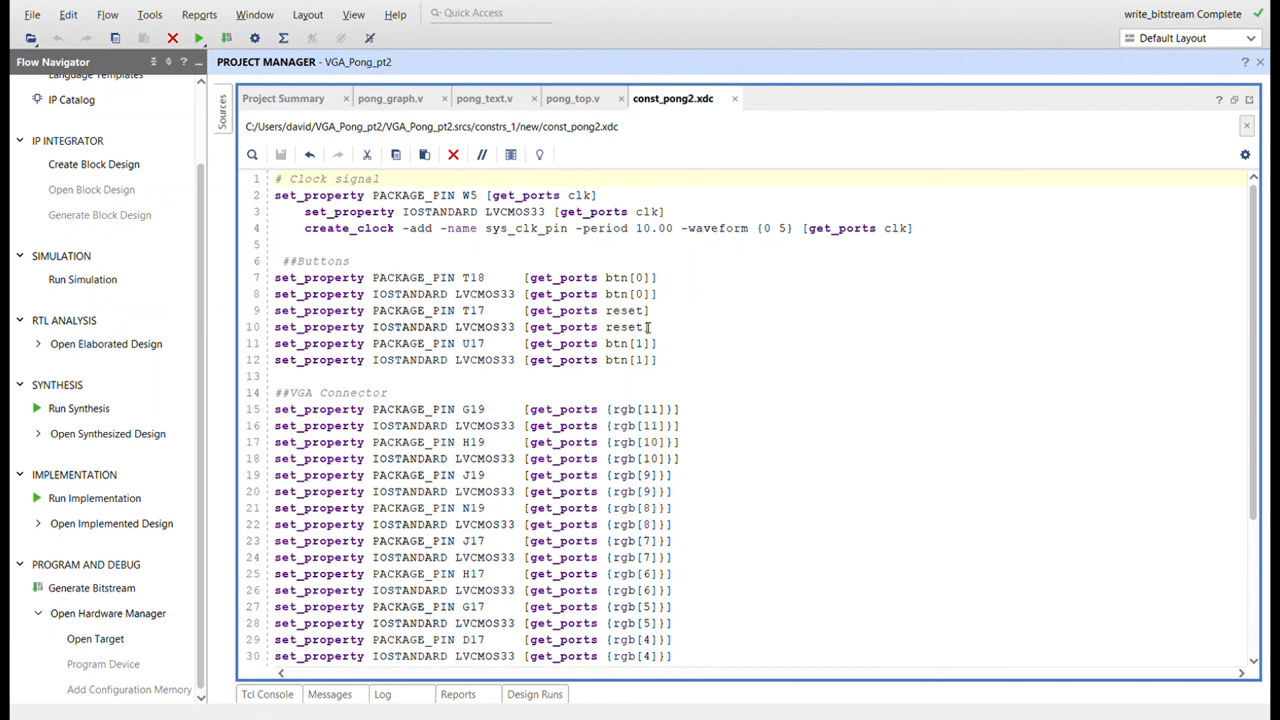 File Edit Flow Tools Reports Window Layout View Help Quick Access write_bitstream Complete
Default Layout
Flow Navigator
PROJECT MANAGER - VGA_Pong_pt2
Language Templates
IP Catalog
IP INTEGRATOR
Create Block Design
Open Block Design
Generate Block Design
SIMULATION
Run Simulation
RTL ANALYSIS
Open Elaborated Design
SYNTHESIS
Run Synthesis
Open Synthesized Design
IMPLEMENTATION
Run Implementation
Open Implemented Design
PROGRAM AND DEBUG
Generate Bitstream
Open Hardware Manager
Open Target
Program Device
Add Configuration Memory
Sources
Project Summary pong_graph.v pong_text.v pong_top.v const_pong2.xdc
C:/Users/david/VGA_Pong_pt2/VGA_Pong_pt2.srcs/constrs_1/new/const_pong2.xdc
1 # Clock signal
2 set_property PACKAGE_PIN W5 [get_ports clk]
3 set_property IOSTANDARD LVCMOS33 [get_ports clk]
4 create_clock -add -name sys_clk_pin -period 10.00 -waveform {0 5} [get_ports clk]
5
6 ##Buttons
7 set_property PACKAGE_PIN T18 [get_ports btn[0]]
8 set_property IOSTANDARD LVCMOS33 [get_ports btn[0]]
9 set_property PACKAGE_PIN T17 [get_ports reset]
10 set_property IOSTANDARD LVCMOS33 [get_ports reset]
11 set_property PACKAGE_PIN U17 [get_ports btn[1]]
12 set_property IOSTANDARD LVCMOS33 [get_ports btn[1]]
13
14 ##VGA Connector
15 set_property PACKAGE_PIN G19 [get_ports {rgb[11]}]
16 set_property IOSTANDARD LVCMOS33 [get_ports {rgb[11]}]
17 set_property PACKAGE_PIN H19 [get_ports {rgb[10]}]
18 set_property IOSTANDARD LVCMOS33 [get_ports {rgb[10]}]
19 set_property PACKAGE_PIN J19 [get_ports {rgb[9]}]
20 set_property IOSTANDARD LVCMOS33 [get_ports {rgb[9]}]
21 set_property PACKAGE_PIN N19 [get_ports {rgb[8]}]
22 set_property IOSTANDARD LVCMOS33 [get_ports {rgb[8]}]
23 set_property PACKAGE_PIN J17 [get_ports {rgb[7]}]
24 set_property IOSTANDARD LVCMOS33 [get_ports {rgb[7]}]
25 set_property PACKAGE_PIN H17 [get_ports {rgb[6]}]
26 set_property IOSTANDARD LVCMOS33 [get_ports {rgb[6]}]
27 set_property PACKAGE_PIN G17 [get_ports {rgb[5]}]
28 set_property IOSTANDARD LVCMOS33 [get_ports {rgb[5]}]
29 set_property PACKAGE_PIN D17 [get_ports {rgb[4]}]
30 set_property IOSTANDARD LVCMOS33 [get_ports {rgb[4]}]
Tcl Console Messages Log Reports Design Runs